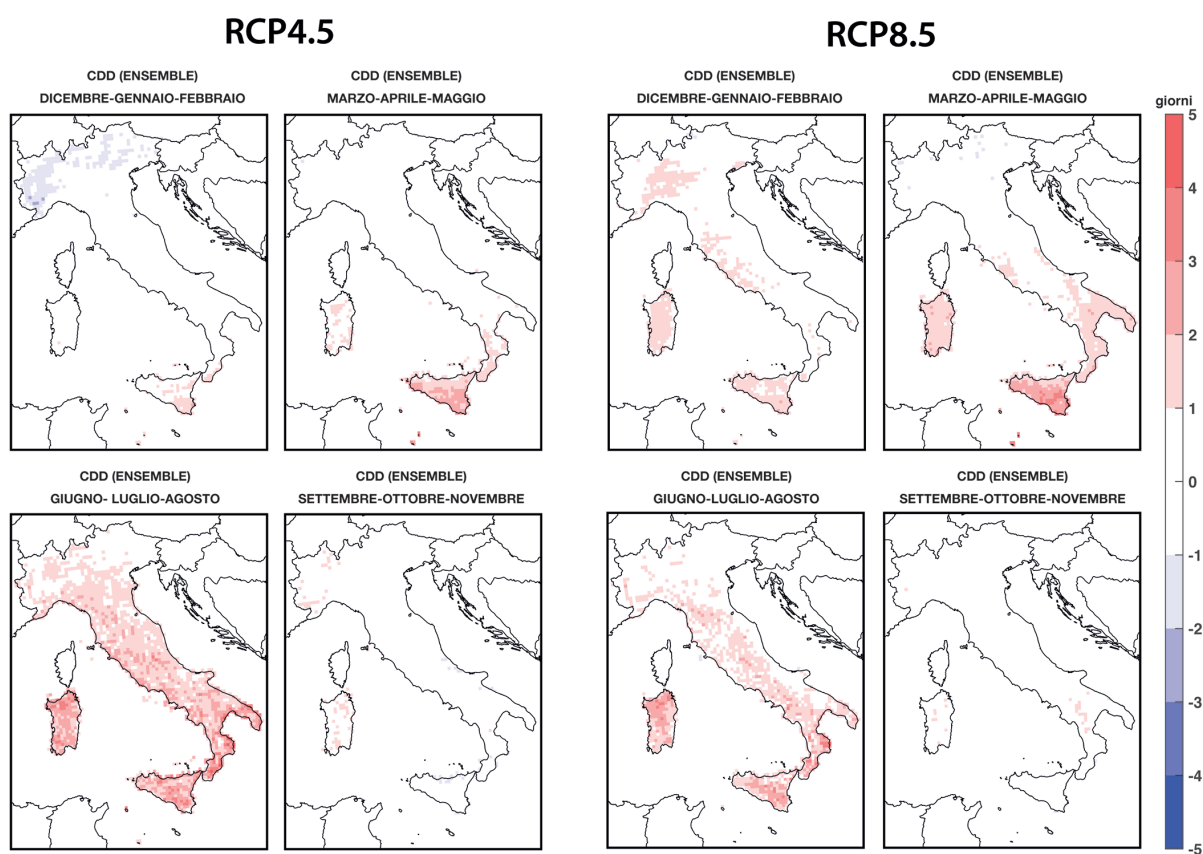 RCP4.5
RCP8.5
CDD (ENSEMBLE)
DICEMBRE-GENNAIO-FEBBRAIO
CDD (ENSEMBLE)
MARZO-APRILE-MAGGIO
CDD (ENSEMBLE)
DICEMBRE-GENNAIO-FEBBRAIO
CDD (ENSEMBLE)
MARZO-APRILE-MAGGIO
giorni
5
4
3
2
1
0
-1
-2
-3
-4
-5
CDD (ENSEMBLE)
GIUGNO- LUGLIO-AGOSTO
CDD (ENSEMBLE)
SETTEMBRE-OTTOBRE-NOVEMBRE
CDD (ENSEMBLE)
GIUGNO-LUGLIO-AGOSTO
CDD (ENSEMBLE)
SETTEMBRE-OTTOBRE-NOVEMBRE